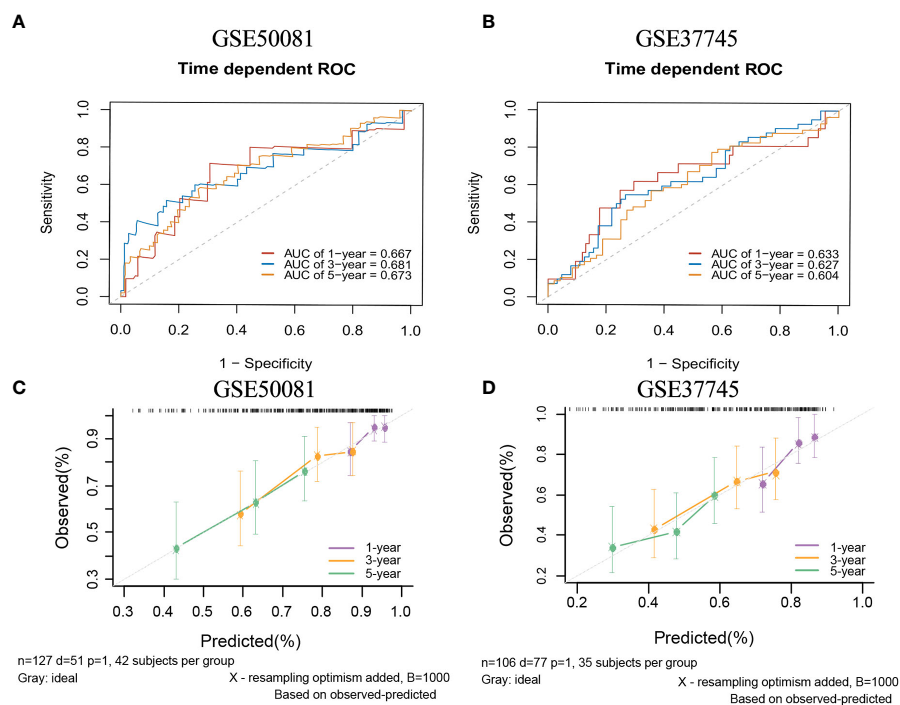 A
GSE50081
Time dependent ROC
Sensitivity
1.0
0.8
0.6
0.4
0.2
0.0
AUC of 1−year = 0.667
AUC of 3−year = 0.681
AUC of 5−year = 0.673
0.0 0.2 0.4 0.6 0.8 1.0
1 − Specificity
B
GSE37745
Time dependent ROC
Sensitivity
1.0
0.8
0.6
0.4
0.2
0.0
AUC of 1−year = 0.633
AUC of 3−year = 0.627
AUC of 5−year = 0.604
0.0 0.2 0.4 0.6 0.8 1.0
1 − Specificity
C
GSE50081
Observed(%)
0.9
0.7
0.5
0.3
1-year
3-year
5-year
0.3 0.4 0.5 0.6 0.7 0.8 0.9 1.0
Predicted(%)
n=127 d=51 p=1, 42 subjects per group
Gray: ideal
X - resampling optimism added, B=1000
Based on observed-predicted
D
GSE37745
Observed(%)
1.0
0.8
0.6
0.4
0.2
1-year
3-year
5-year
0.2 0.4 0.6 0.8 1.0
Predicted(%)
n=106 d=77 p=1, 35 subjects per group
Gray: ideal
X - resampling optimism added, B=1000
Based on observed-predicted